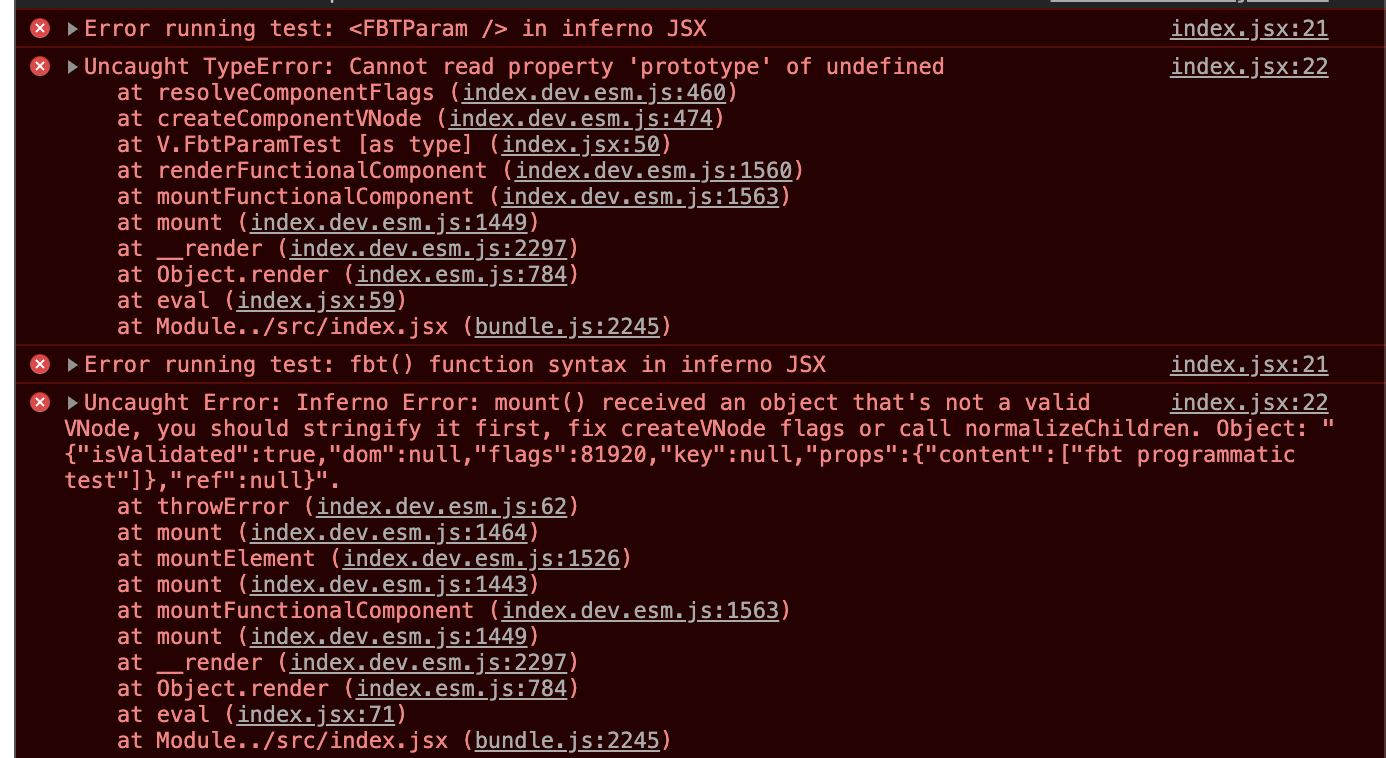 Error running test: <FBTParam /> in inferno JSX index.jsx:21
Uncaught TypeError: Cannot read property 'prototype' of undefined index.jsx:22
at resolveComponentFlags (index.dev.esm.js:460)
at createComponentVNode (index.dev.esm.js:474)
at V.FbtParamTest [as type] (index.jsx:50)
at renderFunctionalComponent (index.dev.esm.js:1560)
at mountFunctionalComponent (index.dev.esm.js:1563)
at mount (index.dev.esm.js:1449)
at __render (index.dev.esm.js:2297)
at Object.render (index.esm.js:784)
at eval (index.jsx:59)
at Module../src/index.jsx (bundle.js:2245)
Error running test: fbt() function syntax in inferno JSX index.jsx:21
Uncaught Error: Inferno Error: mount() received an object that's not a valid index.jsx:22
VNode, you should stringify it first, fix createVNode flags or call normalizeChildren. Object: "
{"isValidated":true,"dom":null,"flags":81920,"key":null,"props":{"content":["fbt programmatic
test"]},"ref":null}".
at throwError (index.dev.esm.js:62)
at mount (index.dev.esm.js:1464)
at mountElement (index.dev.esm.js:1526)
at mount (index.dev.esm.js:1443)
at mountFunctionalComponent (index.dev.esm.js:1563)
at mount (index.dev.esm.js:1449)
at __render (index.dev.esm.js:2297)
at Object.render (index.esm.js:784)
at eval (index.jsx:71)
at Module../src/index.jsx (bundle.js:2245)